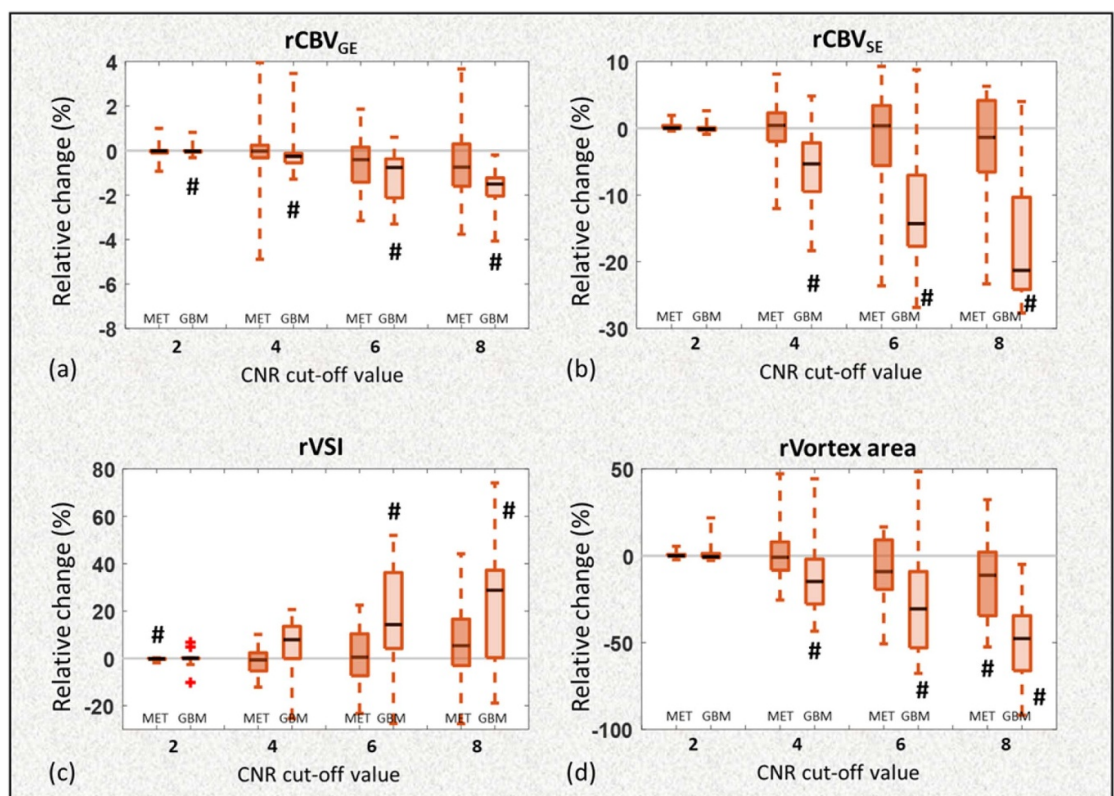 rCBV_GE
Relative change (%)
4
2
0
-2
-4
-6
-8
# # # #
MET GBM MET GBM MET GBM MET GBM
2 4 6 8
CNR cut-off value
(a)
rCBV_SE
Relative change (%)
10
0
-10
-20
-30
# # #
MET GBM MET GBM MET GBM MET GBM
2 4 6 8
CNR cut-off value
(b)
rVSI
Relative change (%)
80
60
40
20
0
-20
# # #
MET GBM MET GBM MET GBM MET GBM
2 4 6 8
CNR cut-off value
(c)
rVortex area
Relative change (%)
50
0
-50
-100
# # # #
MET GBM MET GBM MET GBM MET GBM
2 4 6 8
CNR cut-off value
(d)